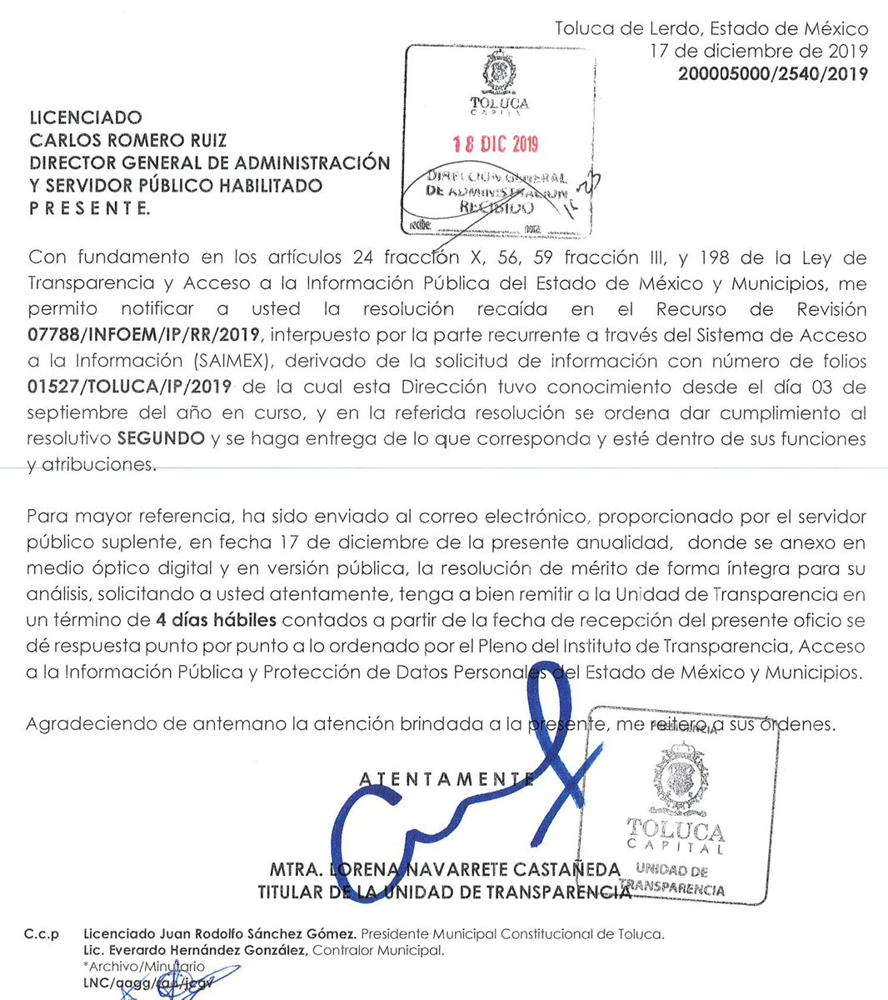 Toluca de Lerdo, Estado de México
17 de diciembre de 2019
200005000/2540/2019
TOLUCA
CAPITAL
18 DIC 2019
DIRECCIÓN GENERAL
DE ADMINISTRACIÓN
RECIBIDO
recibe:
hora:
LICENCIADO
CARLOS ROMERO RUIZ
DIRECTOR GENERAL DE ADMINISTRACIÓN
Y SERVIDOR PÚBLICO HABILITADO
P R E S E N T E.
Con fundamento en los artículos 24 fracción X, 56, 59 fracción III, y 198 de la Ley de
Transparencia y Acceso a la Información Pública del Estado de México y Municipios, me
permito notificar a usted la resolución recaída en el Recurso de Revisión
07788/INFOEM/IP/RR/2019, interpuesto por la parte recurrente a través del Sistema de Acceso
a la Información (SAIMEX), derivado de la solicitud de información con número de folios
01527/TOLUCA/IP/2019 de la cual esta Dirección tuvo conocimiento desde el día 03 de
septiembre del año en curso, y en la referida resolución se ordena dar cumplimiento al
resolutivo SEGUNDO y se haga entrega de lo que corresponda y esté dentro de sus funciones
y atribuciones.
Para mayor referencia, ha sido enviado al correo electrónico, proporcionado por el servidor
público suplente, en fecha 17 de diciembre de la presente anualidad, donde se anexo en
medio óptico digital y en versión pública, la resolución de mérito de forma íntegra para su
análisis, solicitando a usted atentamente, tenga a bien remitir a la Unidad de Transparencia en
un término de 4 días hábiles contados a partir de la fecha de recepción del presente oficio se
dé respuesta punto por punto a lo ordenado por el Pleno del Instituto de Transparencia, Acceso
a la Información Pública y Protección de Datos Personales del Estado de México y Municipios.
Agradeciendo de antemano la atención brindada a la presente, me reitero a sus órdenes.
A T E N T A M E N T E
PRESIDENCIA
TOLUCA
CAPITAL
UNIDAD DE
TRANSPARENCIA
MTRA. LORENA NAVARRETE CASTAÑEDA
TITULAR DE LA UNIDAD DE TRANSPARENCIA
C.c.p Licenciado Juan Rodolfo Sánchez Gómez. Presidente Municipal Constitucional de Toluca.
Lic. Everardo Hernández González, Contralor Municipal.
*Archivo/Minutario
LNC/qagg/